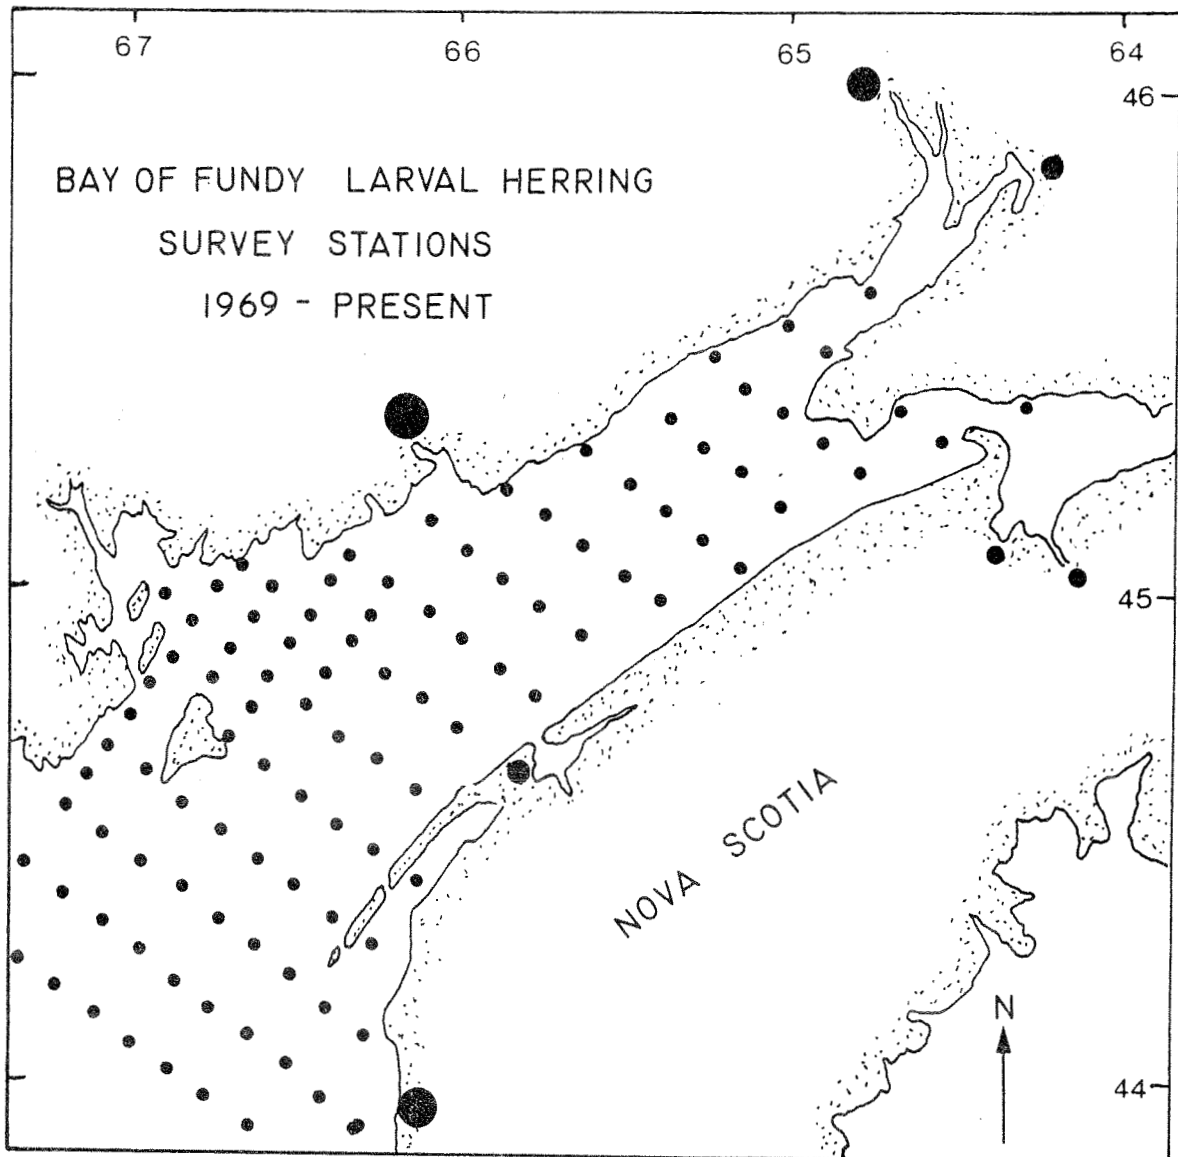 67 66 65 64
46
BAY OF FUNDY LARVAL HERRING
SURVEY STATIONS
1969 - PRESENT
45
NOVA SCOTIA
N
44